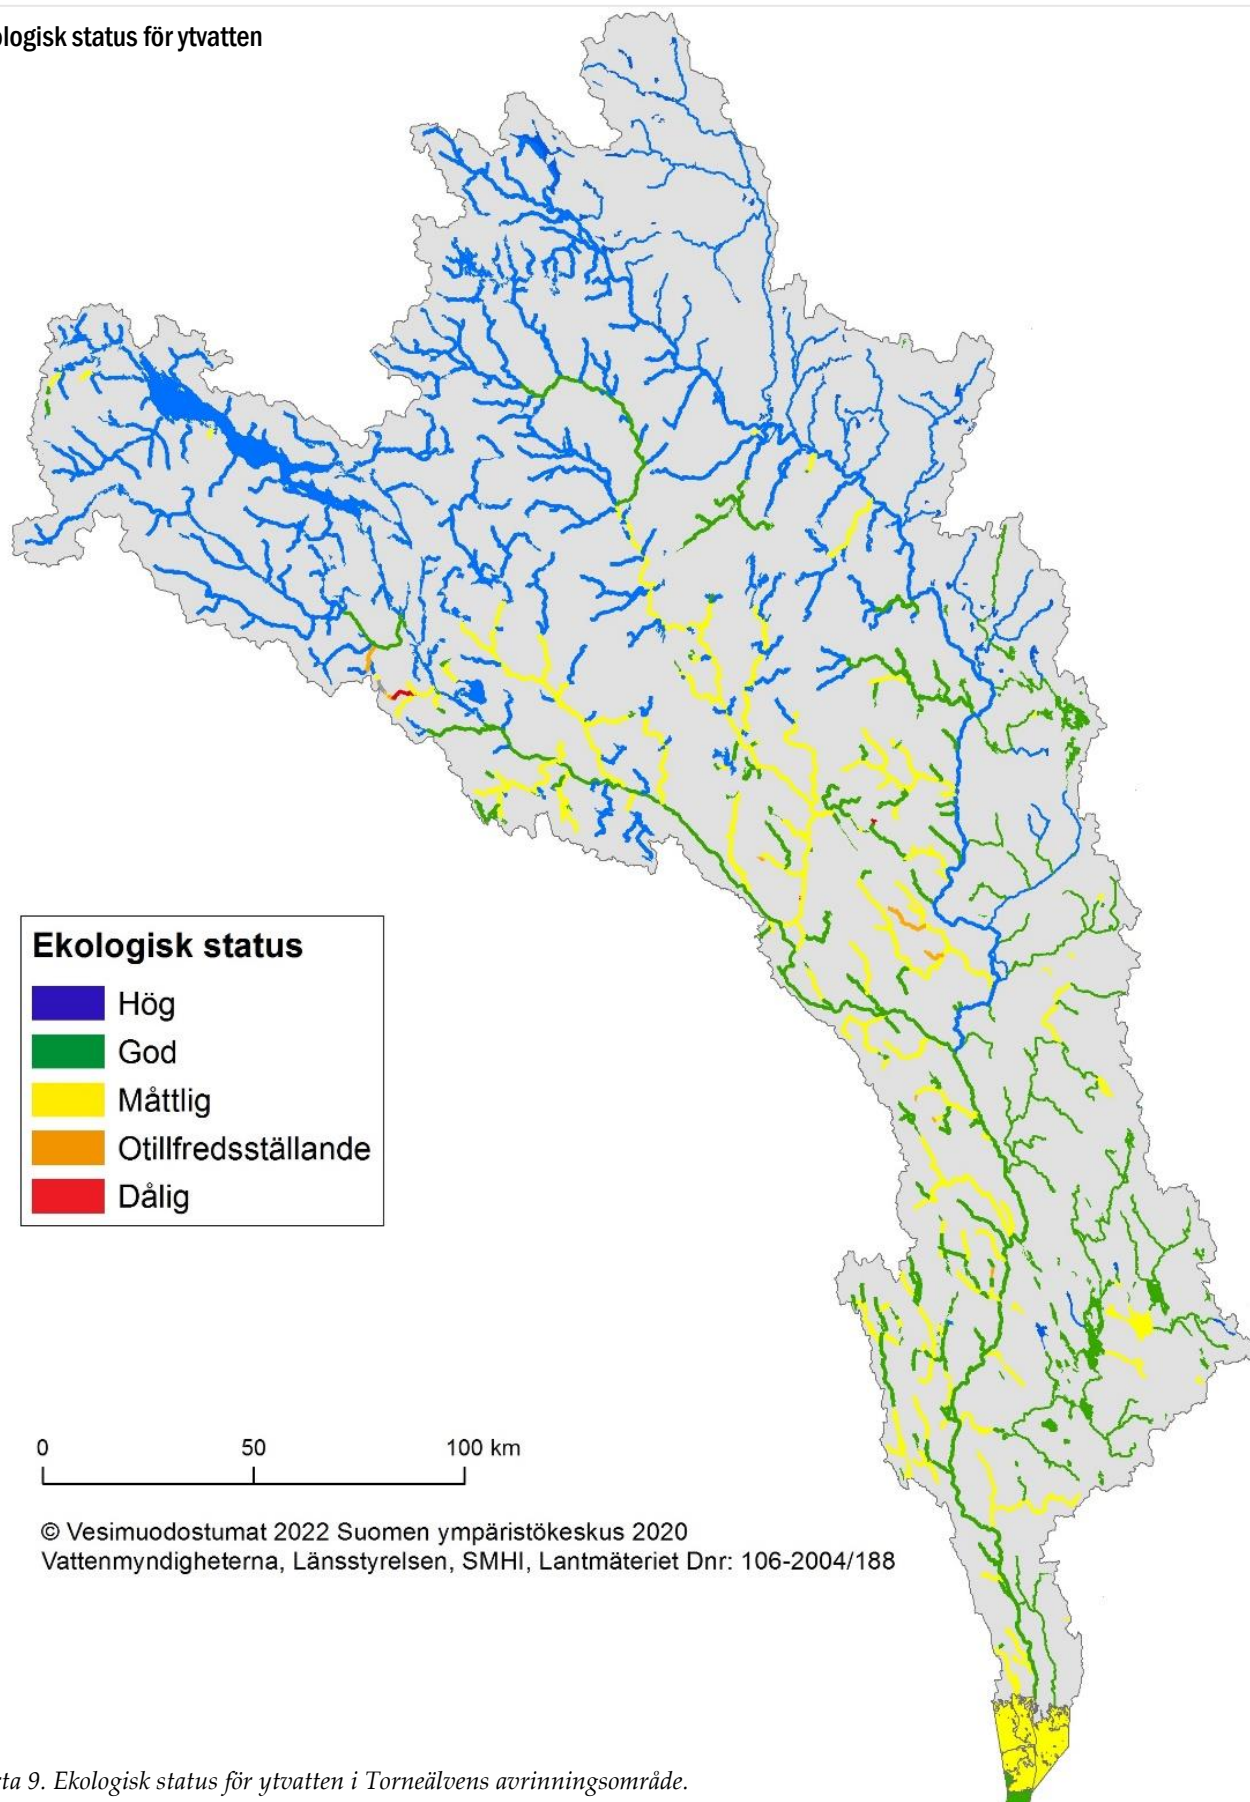 ologisk status för ytvatten
Ekologisk status
Hög
God
Måttlig
Otillfredsställande
Dålig
0 50 100 km
© Vesimuodostumat 2022 Suomen ympäristökeskus 2020
Vattenmyndigheterna, Länsstyrelsen, SMHI, Lantmäteriet Dnr: 106-2004/188
rta 9. Ekologisk status för ytvatten i Torneälvens avrinningsområde.